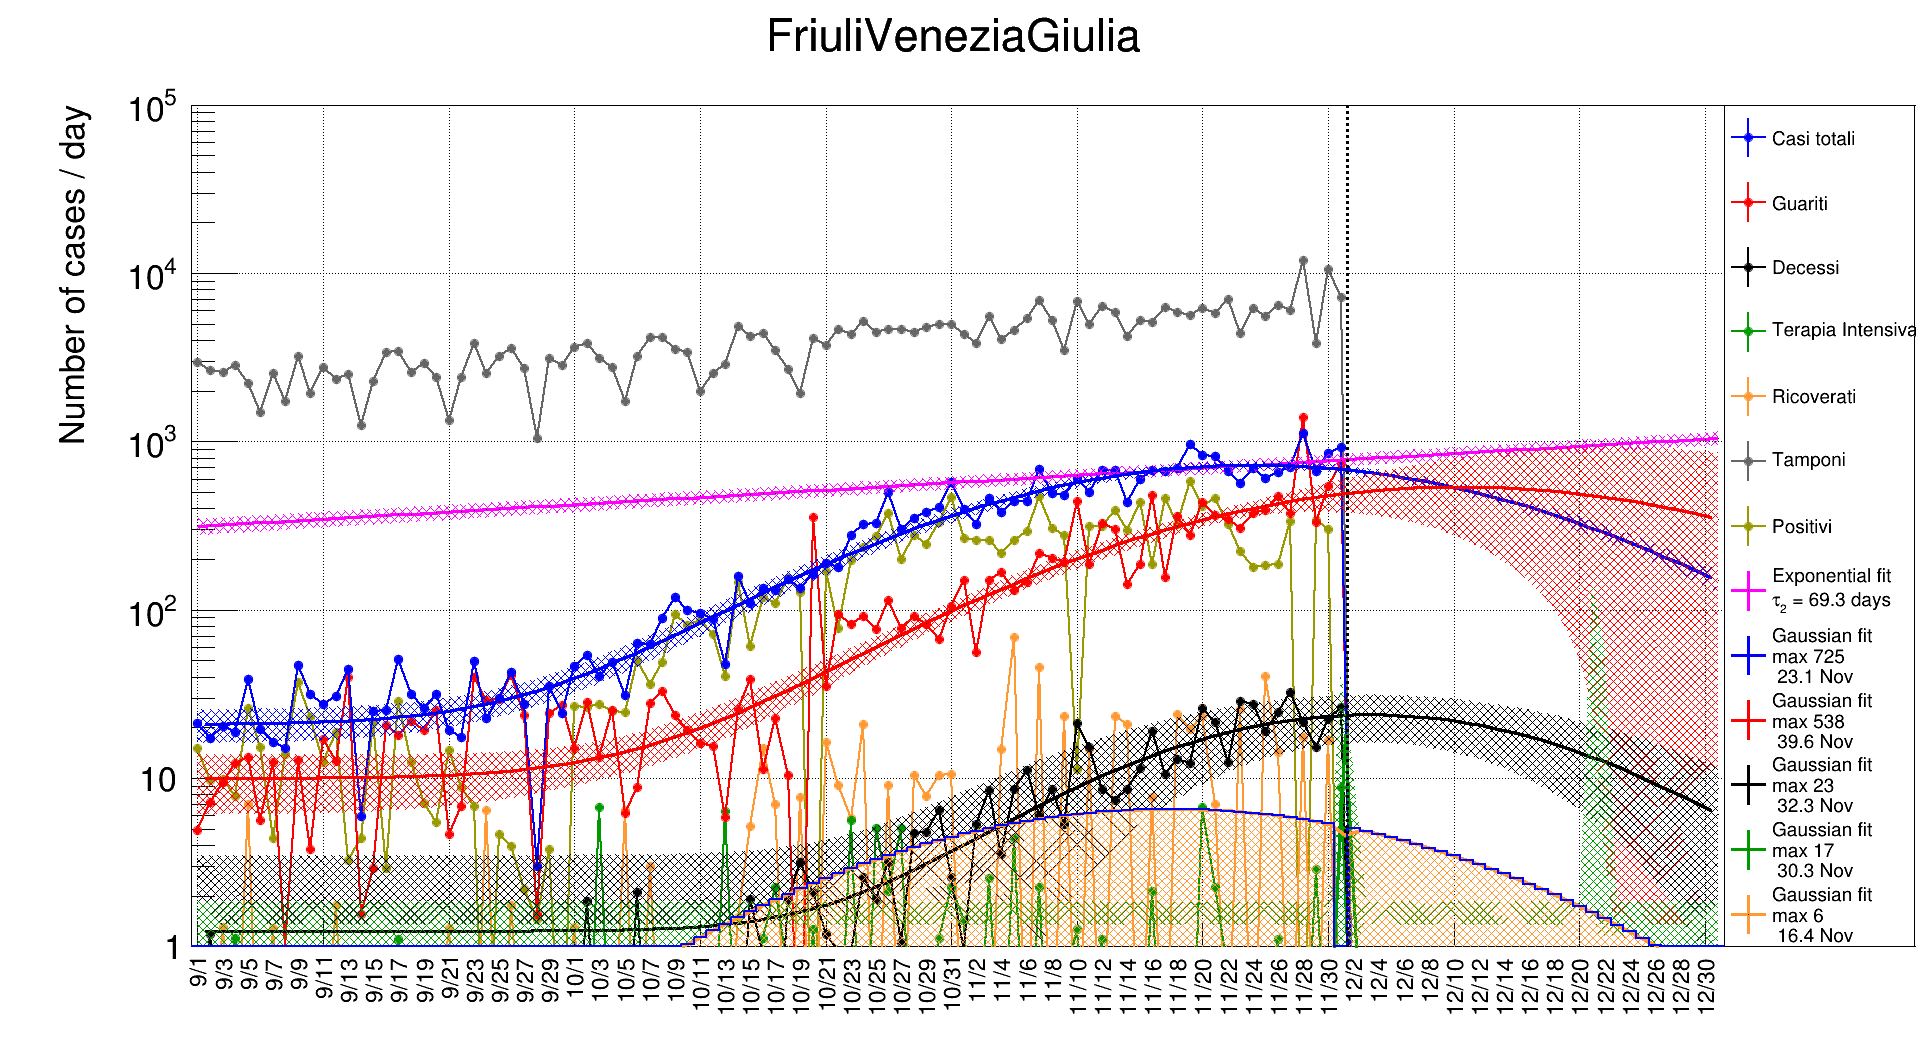 FriuliVeneziaGiulia
Number of cases / day
10^5
10^4
10^3
10^2
10
1
9/1
9/3
9/5
9/7
9/9
9/11
9/13
9/15
9/17
9/19
9/21
9/23
9/25
9/27
9/29
10/1
10/3
10/5
10/7
10/9
10/11
10/13
10/15
10/17
10/19
10/21
10/23
10/25
10/27
10/29
10/31
11/2
11/4
11/6
11/8
11/10
11/12
11/14
11/16
11/18
11/20
11/22
11/24
11/26
11/28
11/30
12/2
12/4
12/6
12/8
12/10
12/12
12/14
12/16
12/18
12/20
12/22
12/24
12/26
12/28
12/30
Casi totali
Guariti
Decessi
Terapia Intensiva
Ricoverati
Tamponi
Positivi
Exponential fit
τ₂ = 69.3 days
Gaussian fit
max 725
23.1 Nov
Gaussian fit
max 538
39.6 Nov
Gaussian fit
max 23
32.3 Nov
Gaussian fit
max 17
30.3 Nov
Gaussian fit
max 6
16.4 Nov